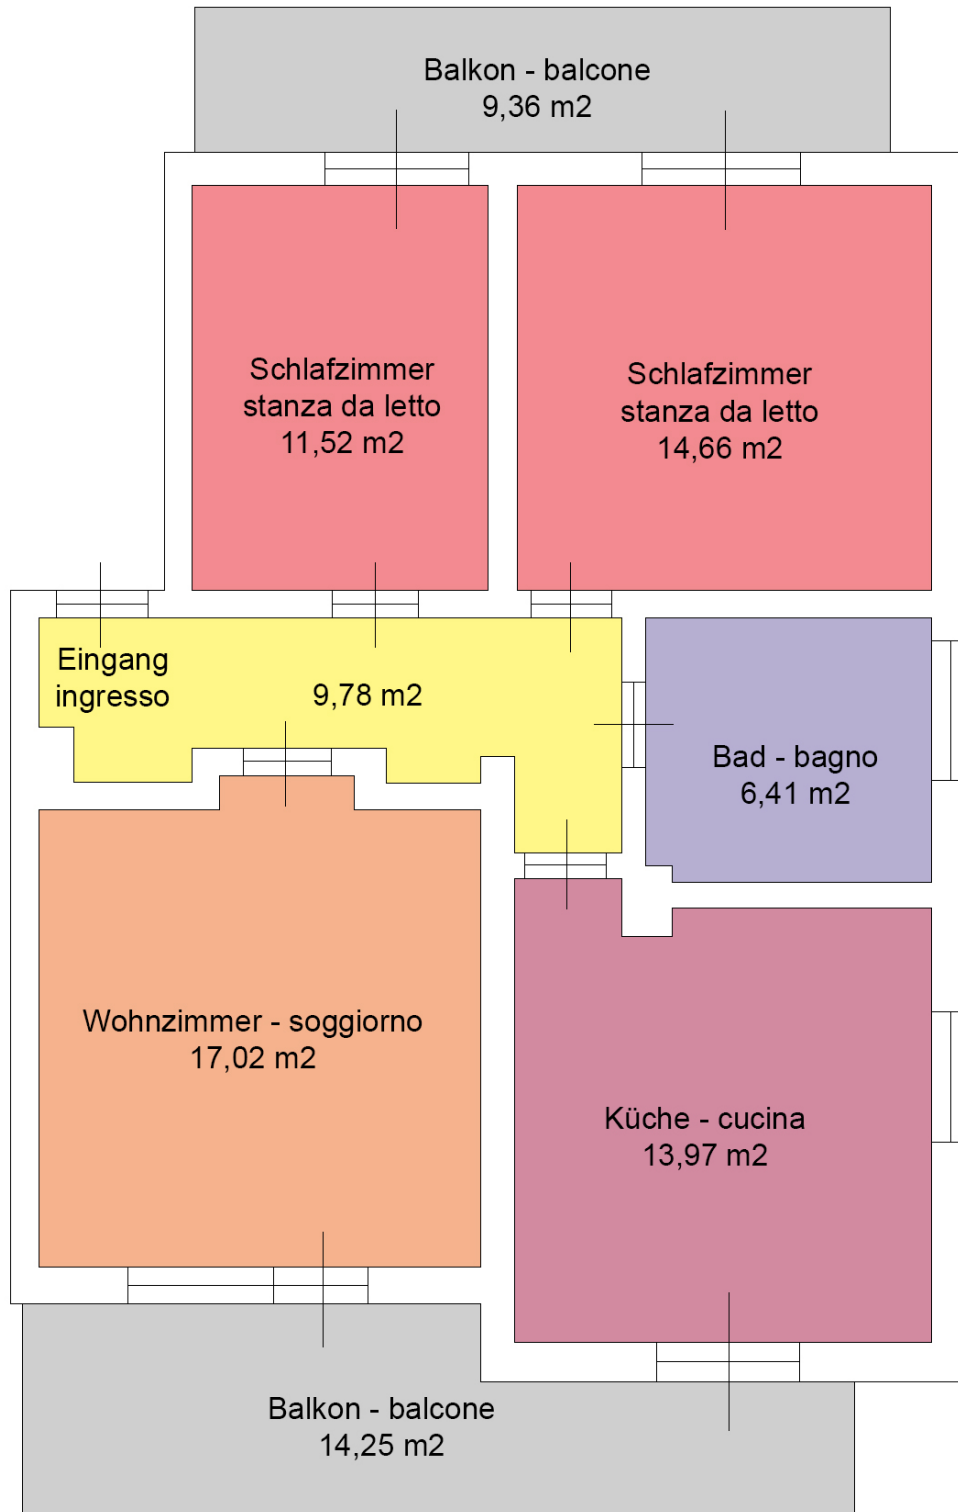 Balkon - balcone
9,36 m2
Schlafzimmer
stanza da letto
11,52 m2
Schlafzimmer
stanza da letto
14,66 m2
Eingang
ingresso
9,78 m2
Bad - bagno
6,41 m2
Wohnzimmer - soggiorno
17,02 m2
Küche - cucina
13,97 m2
Balkon - balcone
14,25 m2